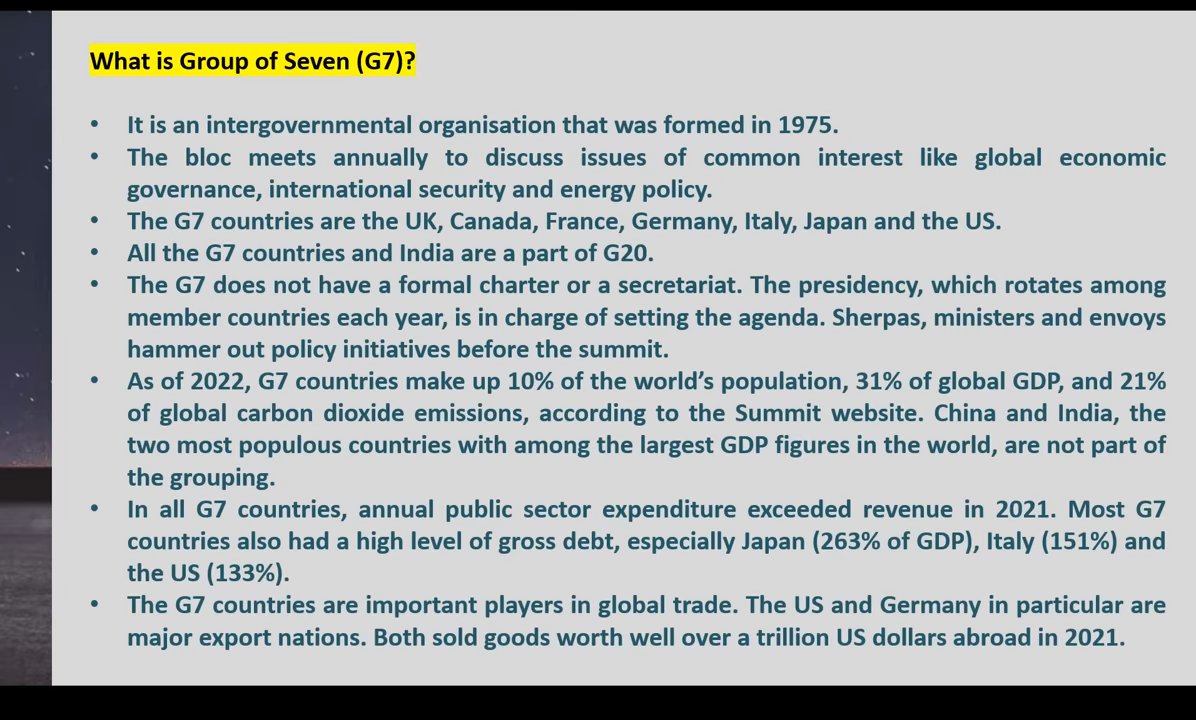 What is Group of Seven (G7)?
• It is an intergovernmental organisation that was formed in 1975.
• The bloc meets annually to discuss issues of common interest like global economic
governance, international security and energy policy.
• The G7 countries are the UK, Canada, France, Germany, Italy, Japan and the US.
• All the G7 countries and India are a part of G20.
• The G7 does not have a formal charter or a secretariat. The presidency, which rotates among
member countries each year, is in charge of setting the agenda. Sherpas, ministers and envoys
hammer out policy initiatives before the summit.
• As of 2022, G7 countries make up 10% of the world’s population, 31% of global GDP, and 21%
of global carbon dioxide emissions, according to the Summit website. China and India, the
two most populous countries with among the largest GDP figures in the world, are not part of
the grouping.
• In all G7 countries, annual public sector expenditure exceeded revenue in 2021. Most G7
countries also had a high level of gross debt, especially Japan (263% of GDP), Italy (151%) and
the US (133%).
• The G7 countries are important players in global trade. The US and Germany in particular are
major export nations. Both sold goods worth well over a trillion US dollars abroad in 2021.